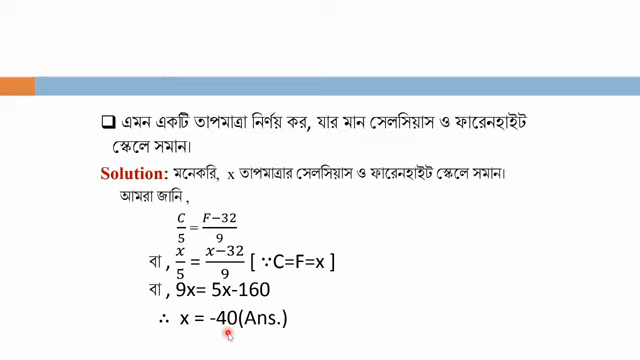 ❑ এমন একটি তাপমাত্রা নির্ণয় কর, যার মান সেলসিয়াস ও ফারেনহাইট
স্কেলে সমান।
Solution: মনেকরি, x তাপমাত্রার সেলসিয়াস ও ফারেনহাইট স্কেলে সমান।
আমরা জানি ,
C/5 = F−32/9
বা , x/5 = x−32/9 [ ∵C=F=x ]
বা , 9x= 5x-160
∴ x = -40(Ans.)